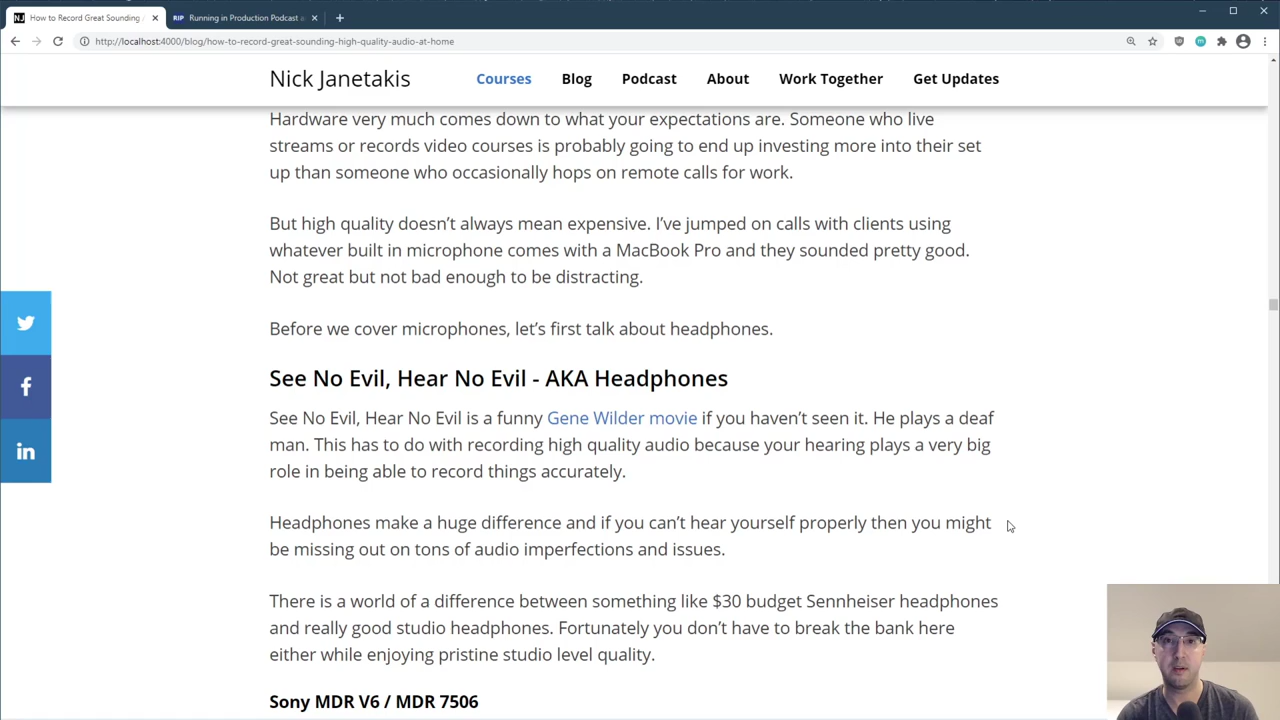 How to Record Great Sounding
Running in Production Podcast a
http://localhost:4000/blog/how-to-record-great-sounding-high-quality-audio-at-home
Nick Janetakis
Courses
Blog
Podcast
About
Work Together
Get Updates
Hardware very much comes down to what your expectations are. Someone who live
streams or records video courses is probably going to end up investing more into their set
up than someone who occasionally hops on remote calls for work.
But high quality doesn’t always mean expensive. I’ve jumped on calls with clients using
whatever built in microphone comes with a MacBook Pro and they sounded pretty good.
Not great but not bad enough to be distracting.
Before we cover microphones, let’s first talk about headphones.
See No Evil, Hear No Evil - AKA Headphones
See No Evil, Hear No Evil is a funny Gene Wilder movie if you haven’t seen it. He plays a deaf
man. This has to do with recording high quality audio because your hearing plays a very big
role in being able to record things accurately.
Headphones make a huge difference and if you can’t hear yourself properly then you might
be missing out on tons of audio imperfections and issues.
There is a world of a difference between something like $30 budget Sennheiser headphones
and really good studio headphones. Fortunately you don’t have to break the bank here
either while enjoying pristine studio level quality.
Sony MDR V6 / MDR 7506